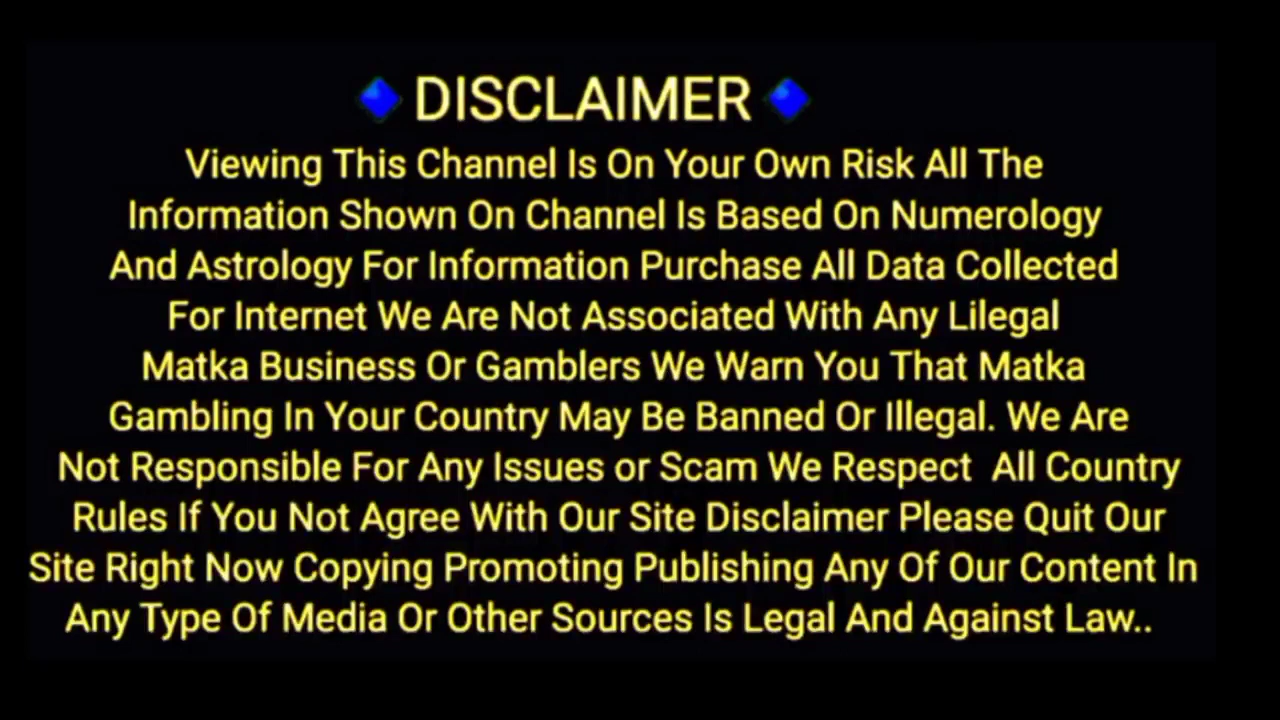 🔹DISCLAIMER🔹
Viewing This Channel Is On Your Own Risk All The
Information Shown On Channel Is Based On Numerology
And Astrology For Information Purchase All Data Collected
For Internet We Are Not Associated With Any Lilegal
Matka Business Or Gamblers We Warn You That Matka
Gambling In Your Country May Be Banned Or Illegal. We Are
Not Responsible For Any Issues or Scam We Respect  All Country
Rules If You Not Agree With Our Site Disclaimer Please Quit Our
Site Right Now Copying Promoting Publishing Any Of Our Content In
Any Type Of Media Or Other Sources Is Legal And Against Law..